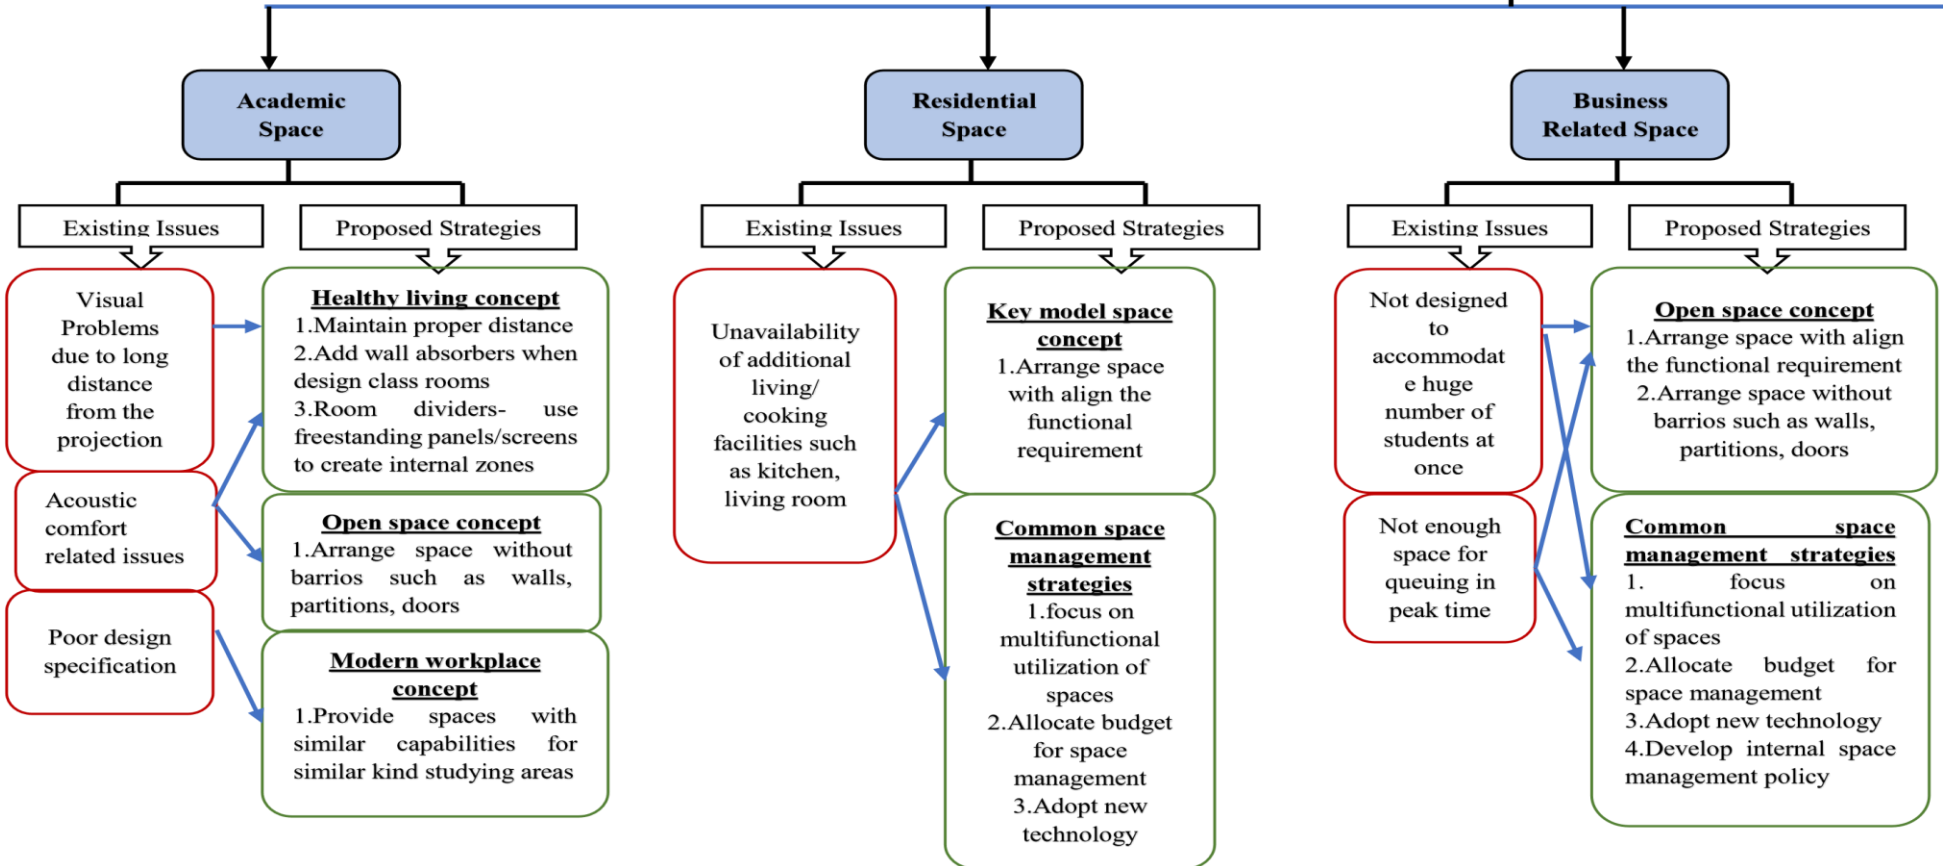 Academic
Space
Existing Issues
Proposed Strategies
Visual
Problems
due to long
distance
from the
projection
Acoustic
comfort
related issues
Poor design
specification
Healthy living concept
1.Maintain proper distance
2.Add wall absorbers when
design class rooms
3.Room dividers- use
freestanding panels/screens
to create internal zones
Open space concept
1.Arrange space without
barrios such as walls,
partitions, doors
Modern workplace
concept
1.Provide spaces with
similar capabilities for
similar kind studying areas
Residential
Space
Existing Issues
Proposed Strategies
Unavailability
of additional
living/
cooking
facilities such
as kitchen,
living room
Key model space
concept
1.Arrange space
with align the
functional
requirement
Common space
management
strategies
1.focus on
multifunctional
utilization of
spaces
2.Allocate budget
for space
management
3.Adopt new
technology
Business
Related Space
Existing Issues
Proposed Strategies
Not designed
to
accommodat
e huge
number of
students at
once
Not enough
space for
queuing in
peak time
Open space concept
1.Arrange space with align
the functional requirement
2.Arrange space without
barrios such as walls,
partitions, doors
Common space
management strategies
1. focus on
multifunctional utilization
of spaces
2.Allocate budget for
space management
3.Adopt new technology
4.Develop internal space
management policy